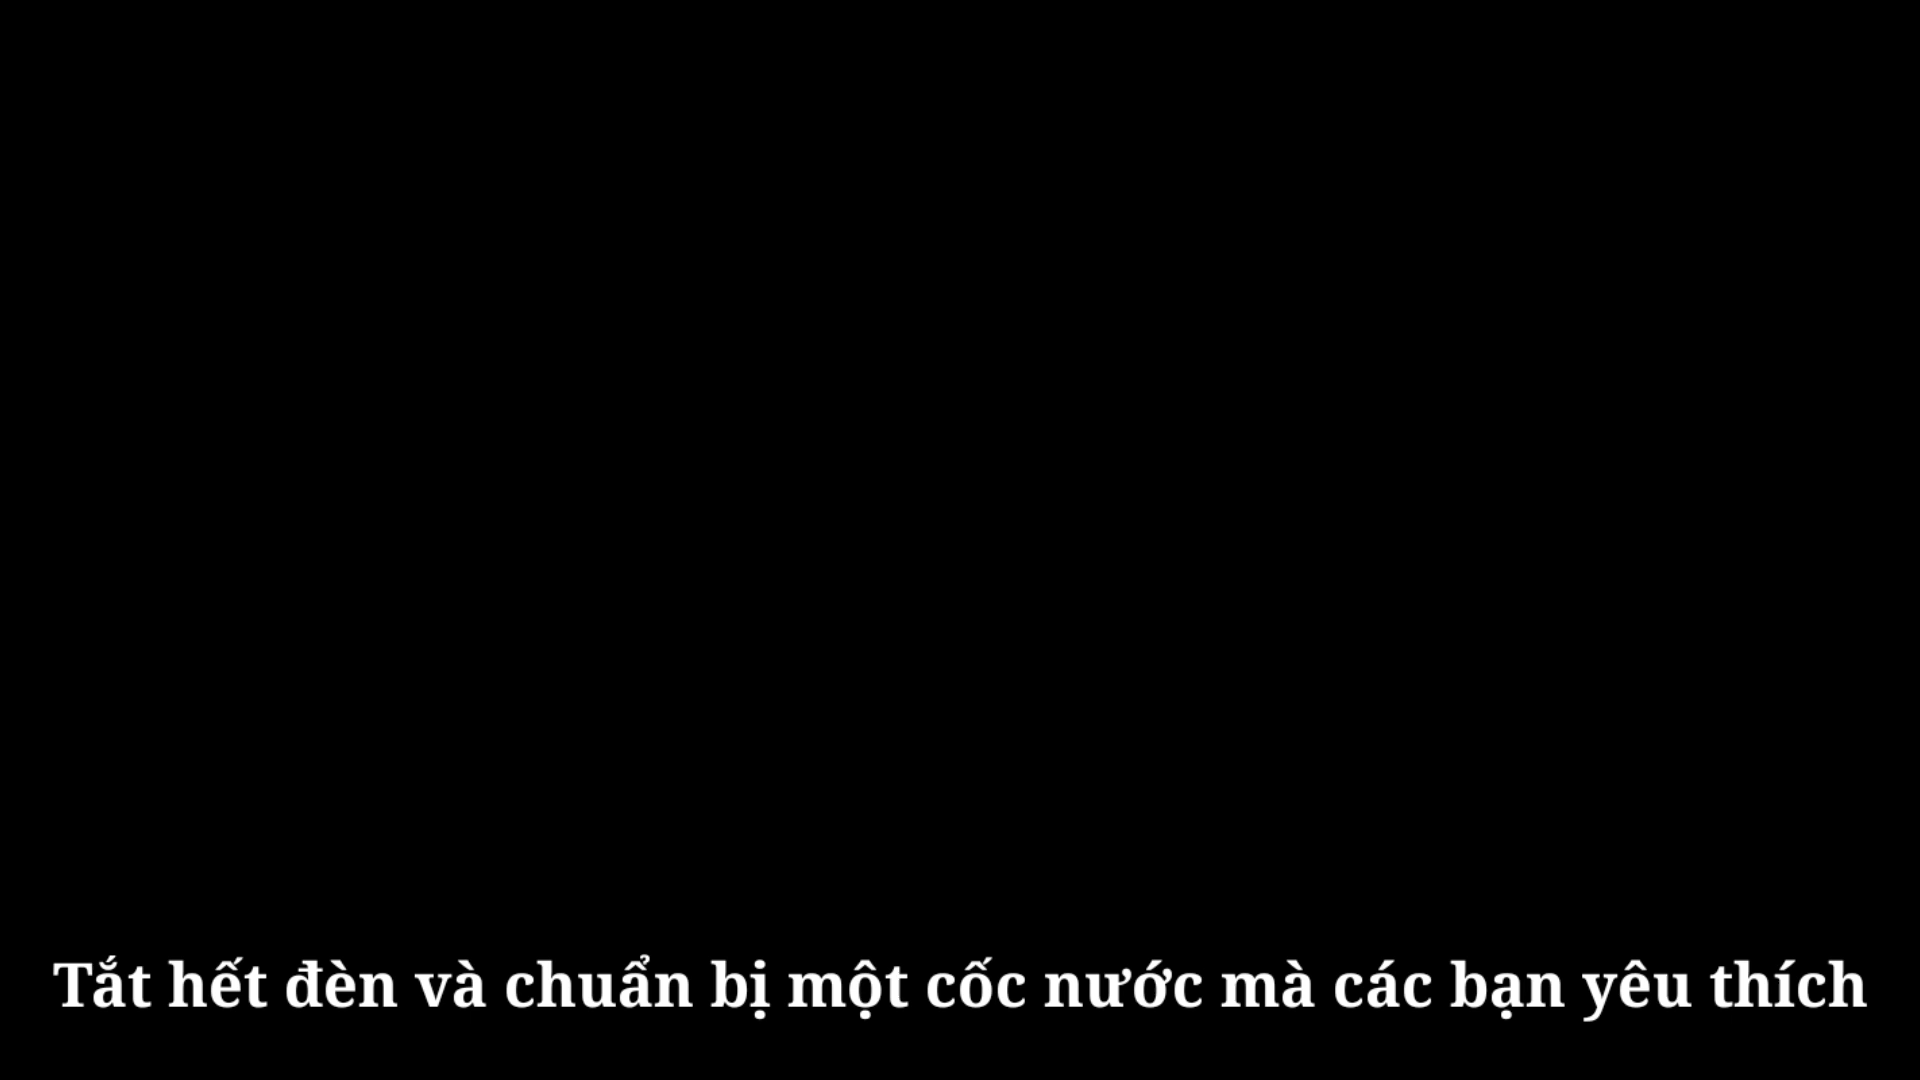 Tắt hết đèn và chuẩn bị một cốc nước mà các bạn yêu thích